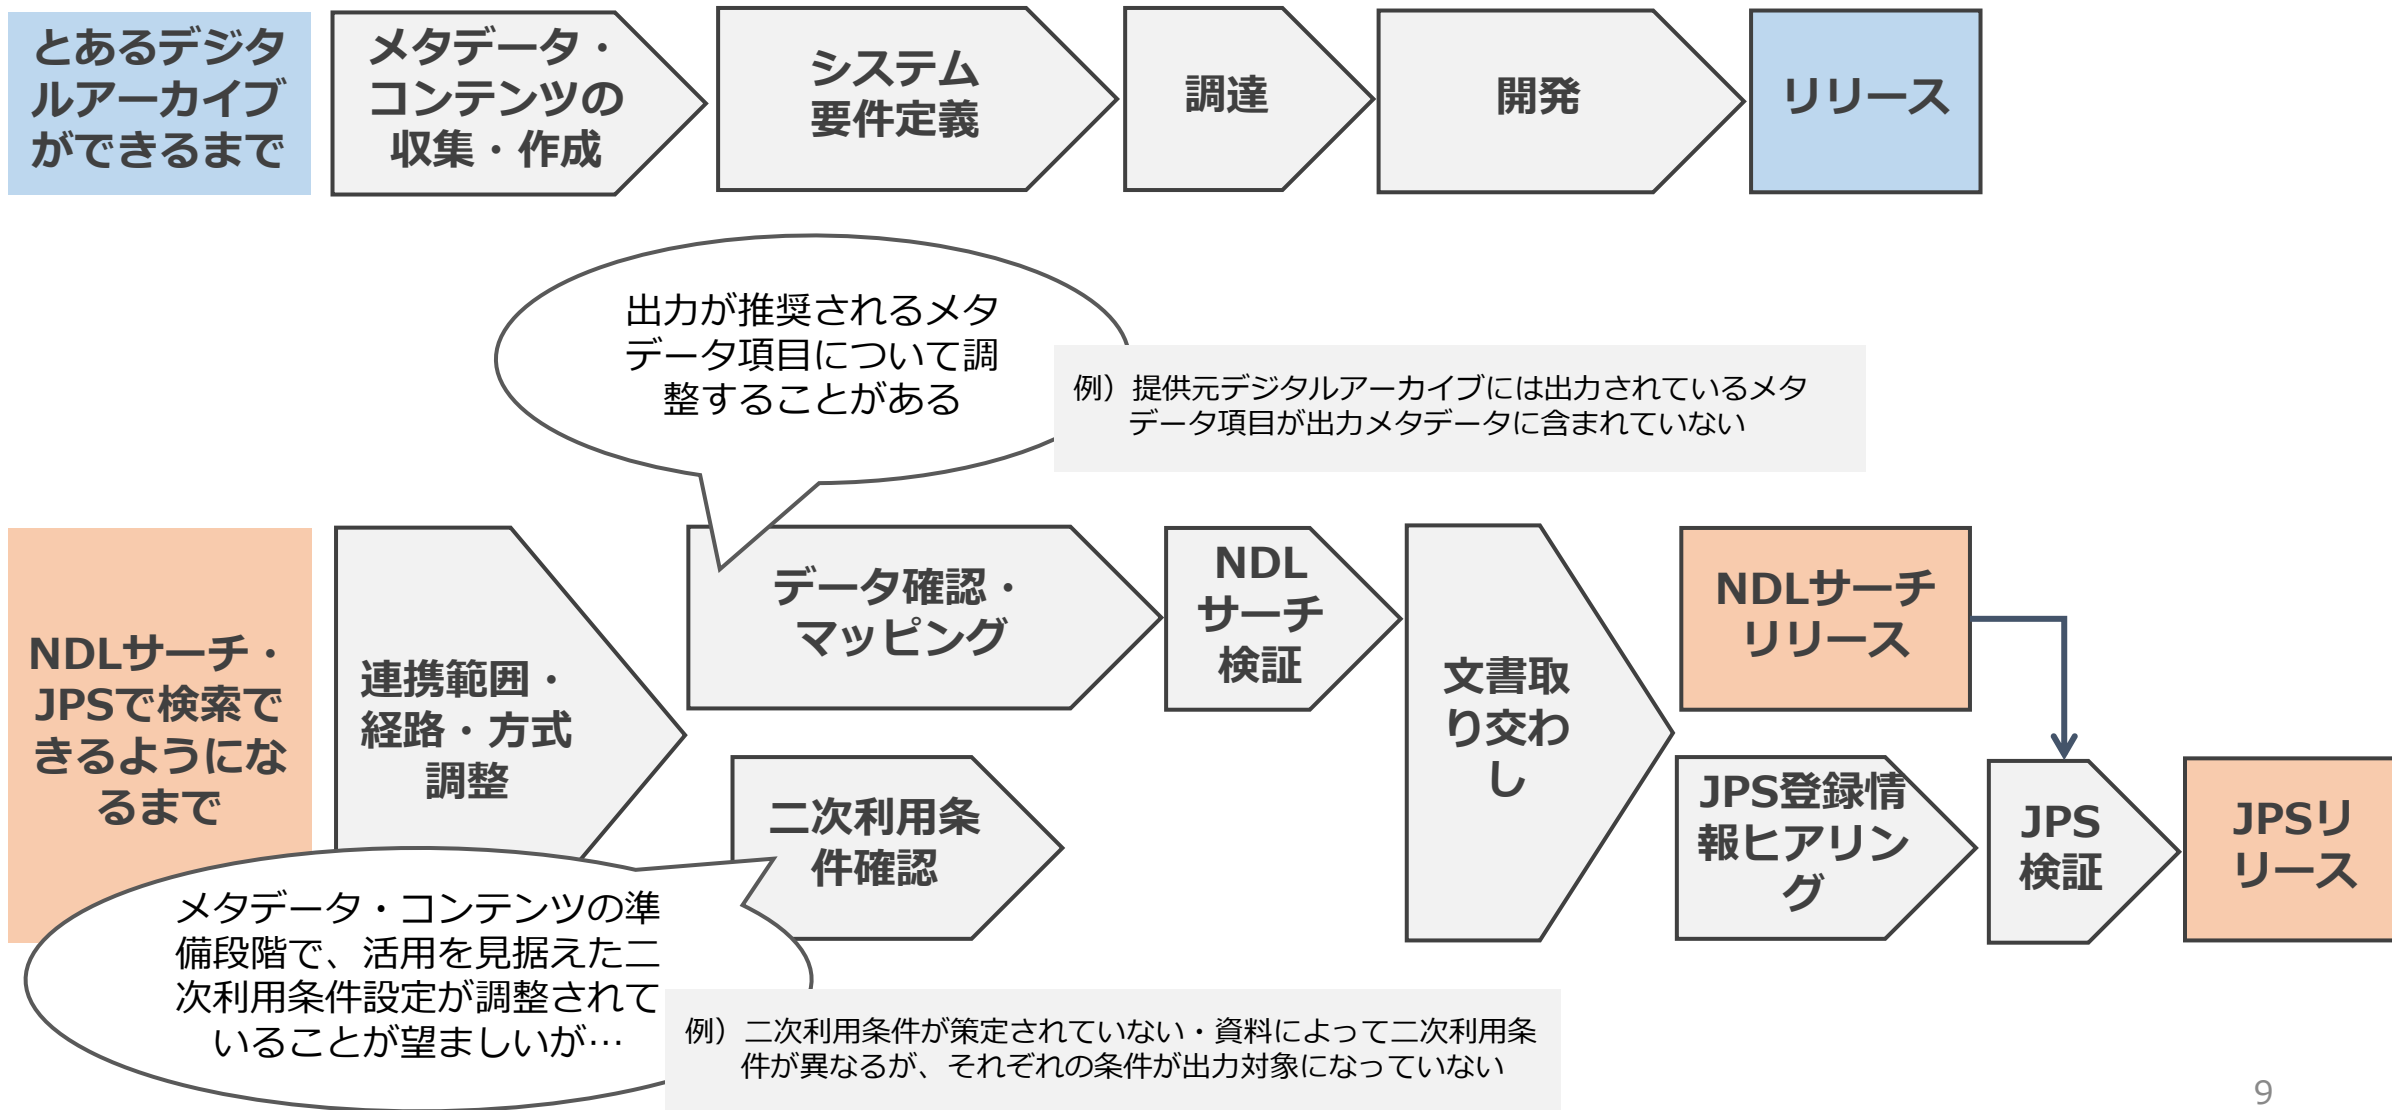 とあるデジタ
ルアーカイブ
ができるまで
メタデータ・
コンテンツの
収集・作成
システム
要件定義
調達
開発
リリース
出力が推奨されるメタ
データ項目について調
整することがある
例）提供元デジタルアーカイブには出力されているメタ
データ項目が出力メタデータに含まれていない
NDLサーチ・
JPSで検索で
きるようにな
るまで
連携範囲・
経路・方式
調整
データ確認・
マッピング
NDL
サーチ
検証
二次利用条
件確認
文書取
り交わ
し
NDLサーチ
リリース
JPS登録情
報ヒアリン
グ
JPS
検証
JPSリ
リース
メタデータ・コンテンツの準
備段階で、活用を見据えた二
次利用条件設定が調整されて
いることが望ましいが…
例）二次利用条件が策定されていない・資料によって二次利用条
件が異なるが、それぞれの条件が出力対象になっていない
9